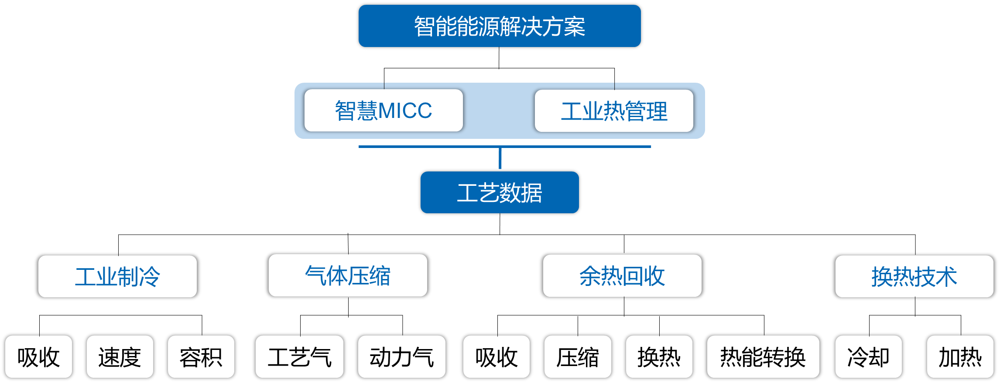 智能能源解决方案
智慧MICC
工业热管理
工艺数据
工业制冷
气体压缩
余热回收
换热技术
吸收
速度
容积
工艺气
动力气
吸收
压缩
换热
热能转换
冷却
加热